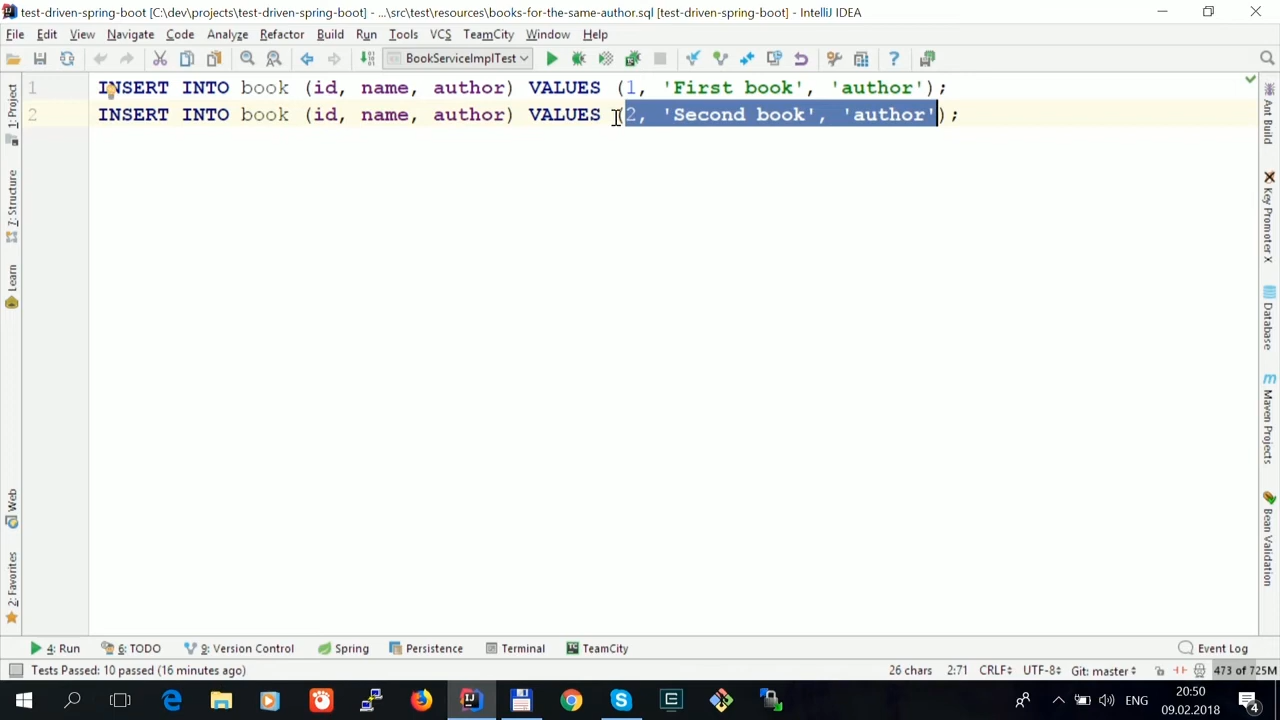 test-driven-spring-boot [C:\dev\projects\test-driven-spring-boot] - ...\src\test\resources\books-for-the-same-author.sql [test-driven-spring-boot] - IntelliJ IDEA
File Edit View Navigate Code Analyze Refactor Build Run Tools VCS TeamCity Window Help
BookServiceImplTest
1 INSERT INTO book (id, name, author) VALUES (1, 'First book', 'author');
2 INSERT INTO book (id, name, author) VALUES (2, 'Second book', 'author');
1: Project
7: Structure
Learn
Web
2: Favorites
Ant Build
Key Promoter X
Database
m
Maven Projects
Bean Validation
4: Run 6: TODO 9: Version Control Spring Persistence Terminal TeamCity Event Log
Tests Passed: 10 passed (16 minutes ago) 26 chars 2:71 CRLF UTF-8 Git: master 473 of 725M
ENG 20:50
09.02.2018
4